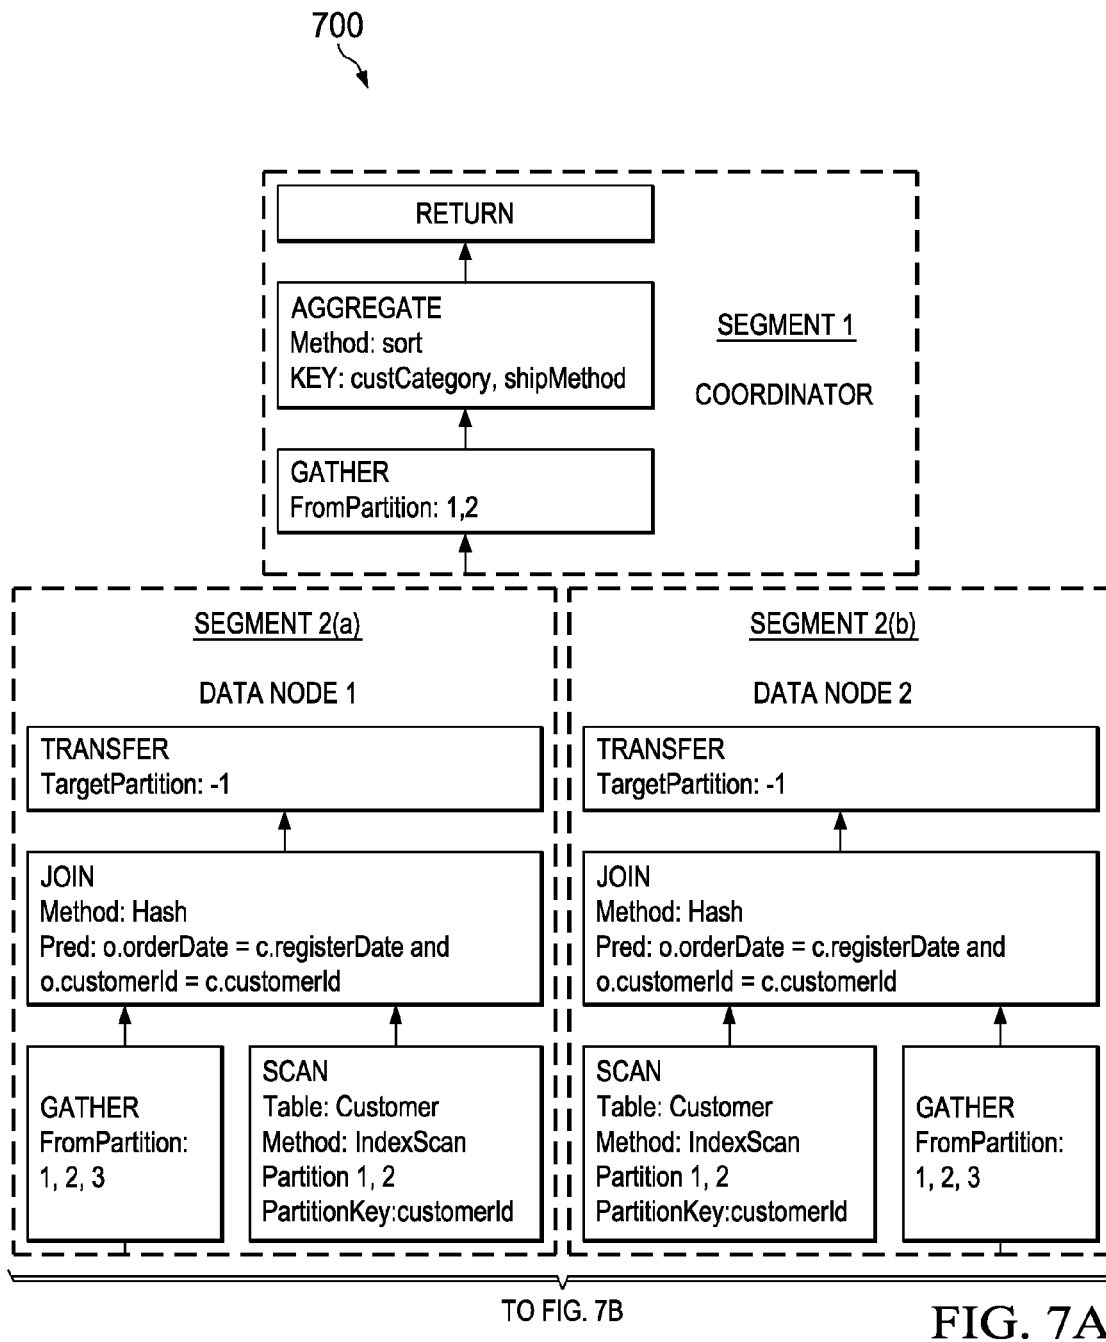 700
RETURN
AGGREGATE
Method: sort
KEY: custCategory, shipMethod
SEGMENT 1
COORDINATOR
GATHER
FromPartition: 1,2
SEGMENT 2(a)
DATA NODE 1
TRANSFER
TargetPartition: -1
JOIN
Method: Hash
Pred: o.orderDate = c.registerDate and
o.customerId = c.customerId
GATHER
FromPartition:
1, 2, 3
SCAN
Table: Customer
Method: IndexScan
Partition 1, 2
PartitionKey:customerId
SEGMENT 2(b)
DATA NODE 2
TRANSFER
TargetPartition: -1
JOIN
Method: Hash
Pred: o.orderDate = c.registerDate and
o.customerId = c.customerId
SCAN
Table: Customer
Method: IndexScan
Partition 1, 2
PartitionKey:customerId
GATHER
FromPartition:
1, 2, 3
TO FIG. 7B
FIG. 7A